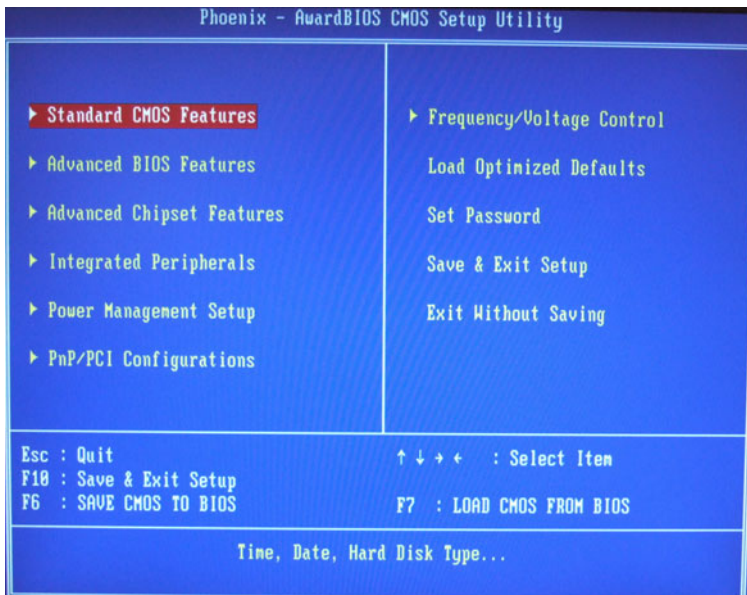 Phoenix - AwardBIOS CMOS Setup Utility
▶ Standard CMOS Features
▶ Advanced BIOS Features
▶ Advanced Chipset Features
▶ Integrated Peripherals
▶ Power Management Setup
▶ PnP/PCI Configurations
▶ Frequency/Voltage Control
Load Optimized Defaults
Set Password
Save & Exit Setup
Exit Without Saving
Esc : Quit
F10 : Save & Exit Setup
F6 : SAVE CMOS TO BIOS
↑ ↓ → ← : Select Item
F7 : LOAD CMOS FROM BIOS
Time, Date, Hard Disk Type...